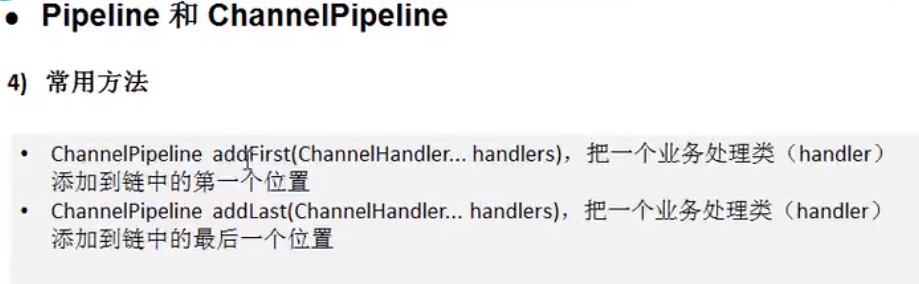 • Pipeline 和 ChannelPipeline
4) 常用方法
• ChannelPipeline addFirst(ChannelHandler... handlers)，把一个业务处理类（handler）
添加到链中的第一个位置
• ChannelPipeline addLast(ChannelHandler... handlers)，把一个业务处理类（handler）
添加到链中的最后一个位置